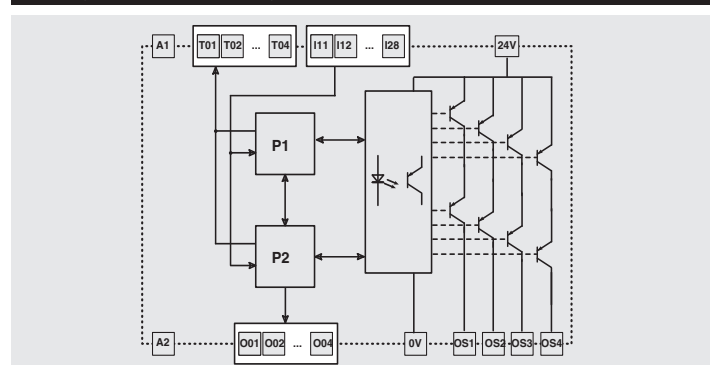 A1 T01 T02 ... T04 I11 I12 ... I28 24V
P1
P2
A2 O01 O02 ... O04 0V OS1 OS2 OS3 OS4